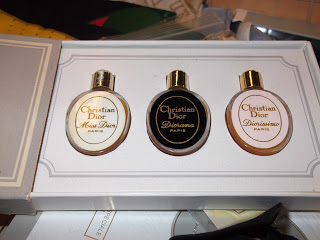 Christian
Dior
Miss Dior
PARIS
Christian
Dior
Diorama
PARIS
Christian
Dior
Diorissimo
PARIS